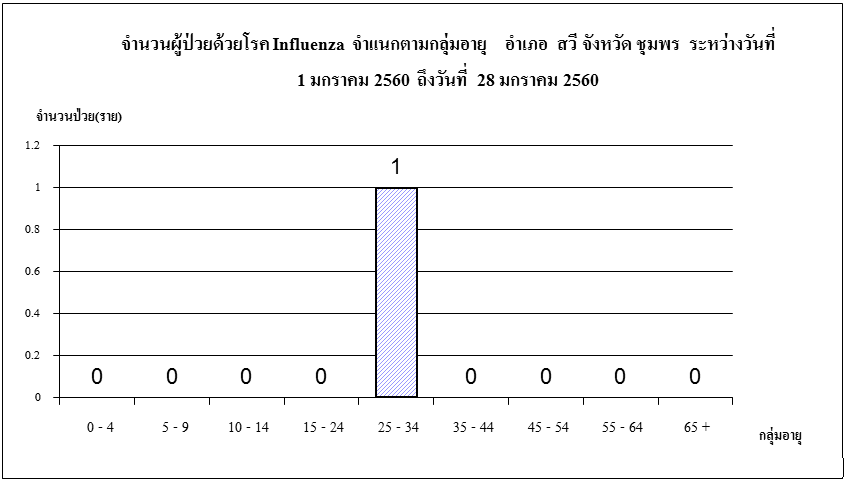 จำนวนผู้ป่วยด้วยโรค Influenza จำแนกตามกลุ่มอายุ อำเภอ สวี จังหวัด ชุมพร ระหว่างวันที่
1 มกราคม 2560 ถึงวันที่ 28 มกราคม 2560
จำนวนป่วย(ราย)
1.2
1
1
0.8
0.6
0.4
0.2
0 0 0 0 0 0 0 0
0
0 - 4 5 - 9 10 - 14 15 - 24 25 - 34 35 - 44 45 - 54 55 - 64 65 +
กลุ่มอายุ